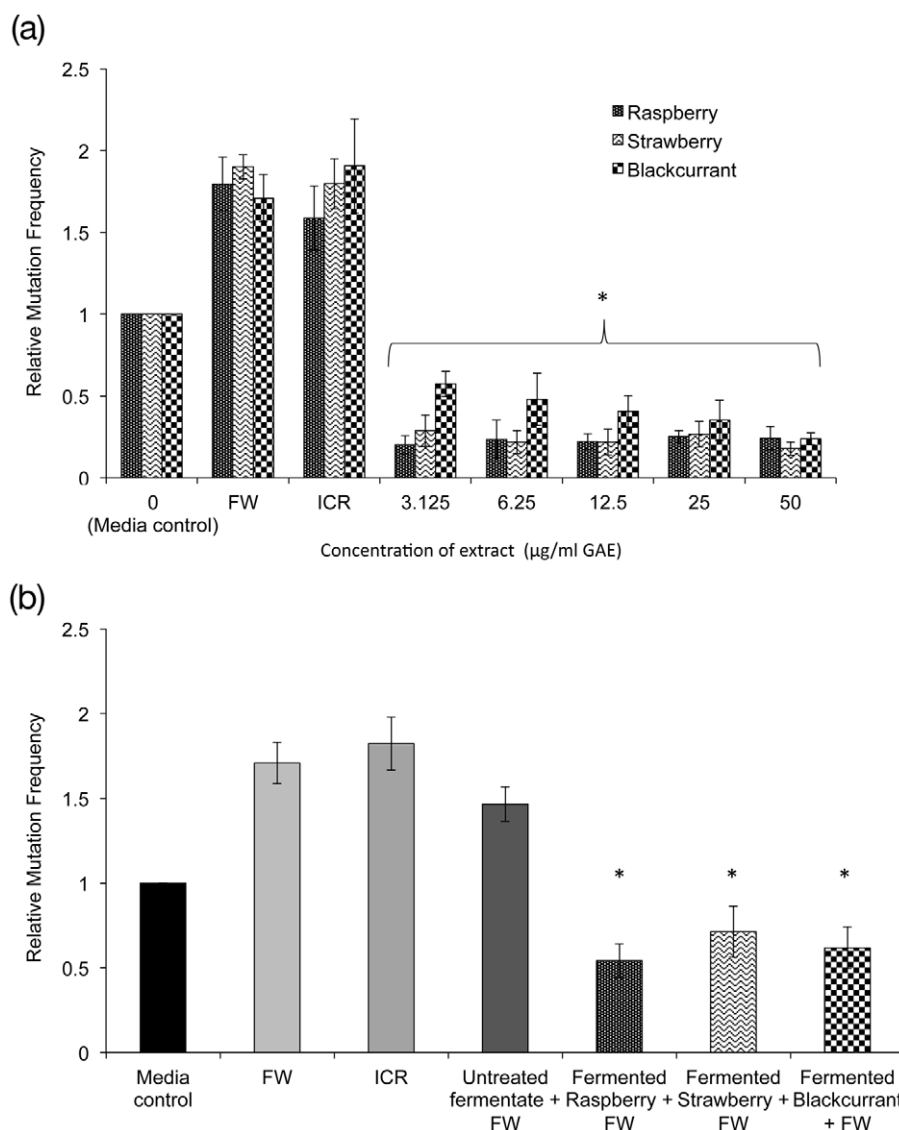 (a)
2.5
2
1.5
1
0.5
0
Relative Mutation Frequency
Raspberry
Strawberry
Blackcurrant
*
0 FW ICR 3.125 6.25 12.5 25 50
(Media control)
Concentration of extract (µg/ml GAE)
(b)
2.5
2
1.5
1
0.5
0
Relative Mutation Frequency
* * *
Media FW ICR Untreated Fermented Fermented Fermented
control fermentate + Raspberry + Strawberry + Blackcurrant
FW FW FW + FW